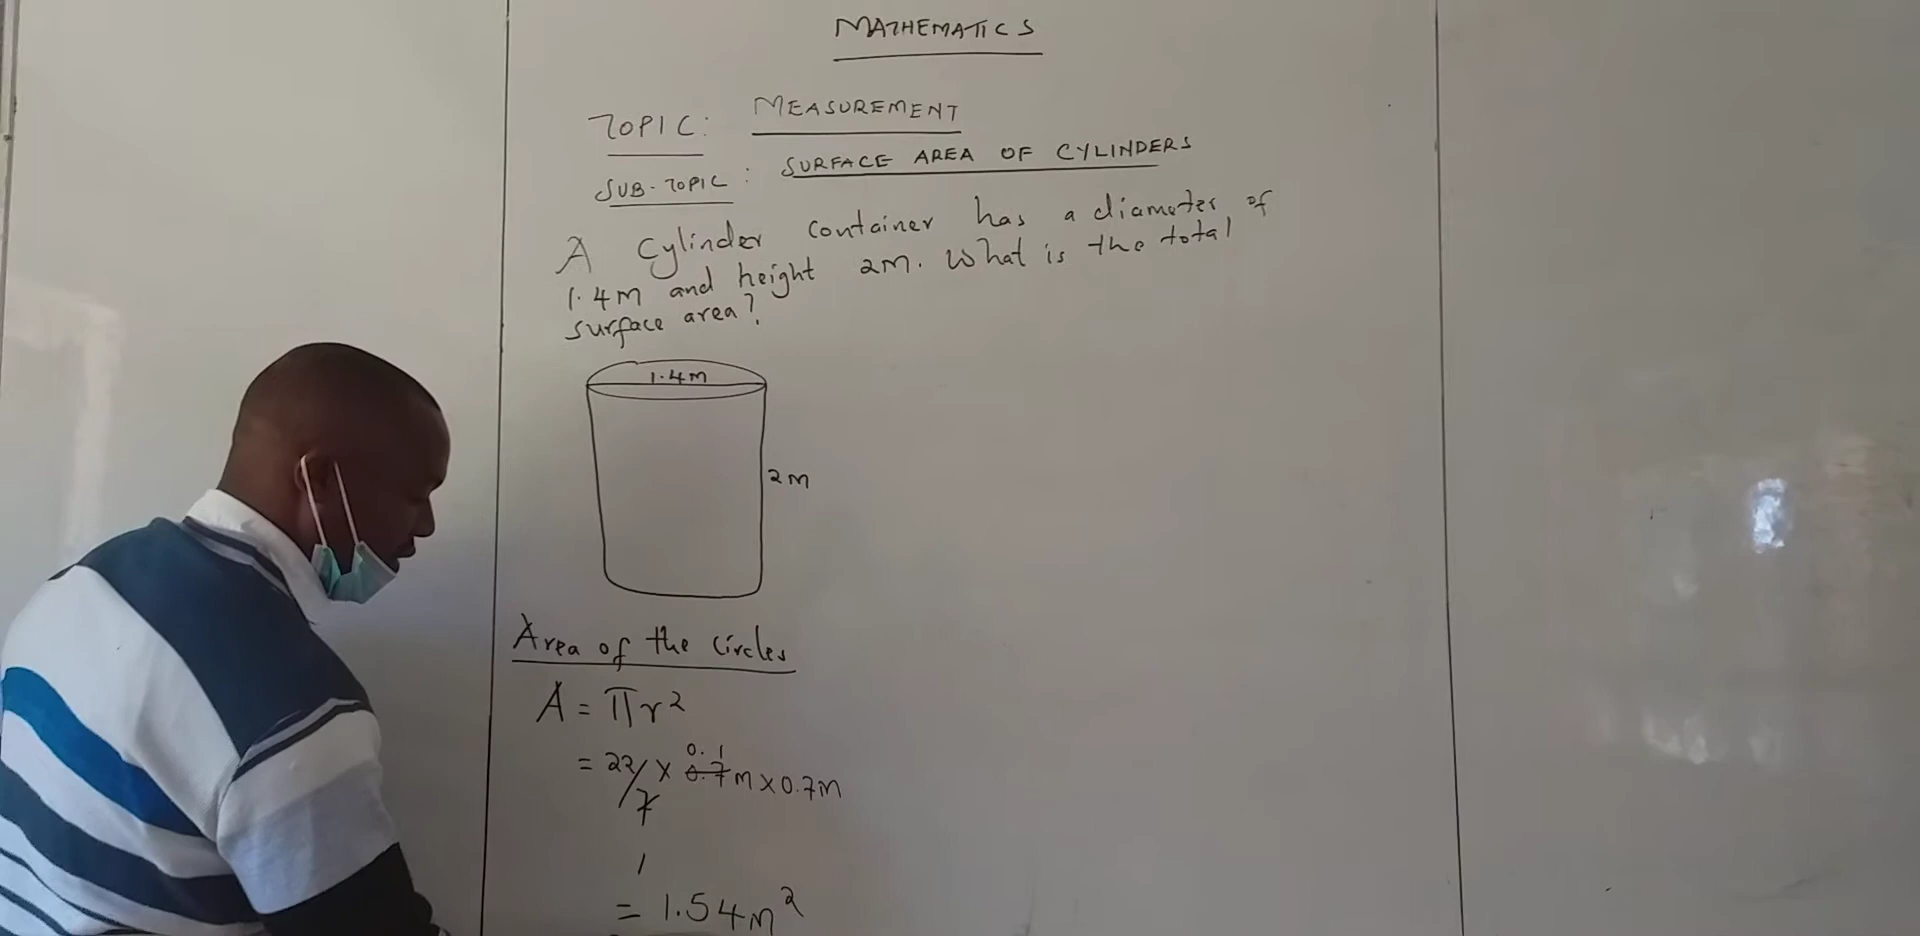 MATHEMATICS
TOPIC: MEASUREMENT
SUB-TOPIC: SURFACE AREA OF CYLINDERS
A Cylinder Container has a diameter of
1.4m and height 2m. What is the total
surface area?
1.4m
2m
Area of the circles
A = πr²
0.1
= 22/7 x 0.7m x 0.7m
1
= 1.54m²